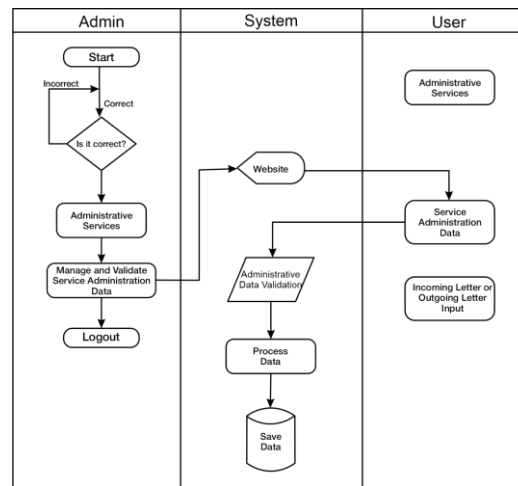 Admin
System
User
Start
Incorrect
Correct
Is it correct?
Administrative
Services
Manage and Validate
Service Administration
Data
Logout
Website
Administrative
Data Validation
Process
Data
Save
Data
Administrative
Services
Service
Administration
Data
Incoming Letter or
Outgoing Letter
Input